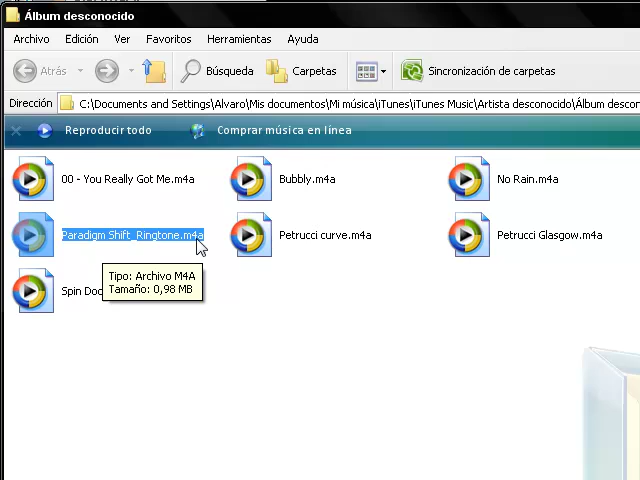 Álbum desconocido
Archivo Edición Ver Favoritos Herramientas Ayuda
Atrás Búsqueda Carpetas Sincronización de carpetas
Dirección C:\Documents and Settings\Alvaro\Mis documentos\Mi música\iTunes\iTunes Music\Artista desconocido\Álbum descon
Reproducir todo Comprar música en línea
00 - You Really Got Me.m4a Bubbly.m4a No Rain.m4a
Paradigm Shift_Ringtone.m4a Petrucci curve.m4a Petrucci Glasgow.m4a
Spin Doc
Tipo: Archivo M4A
Tamaño: 0,98 MB